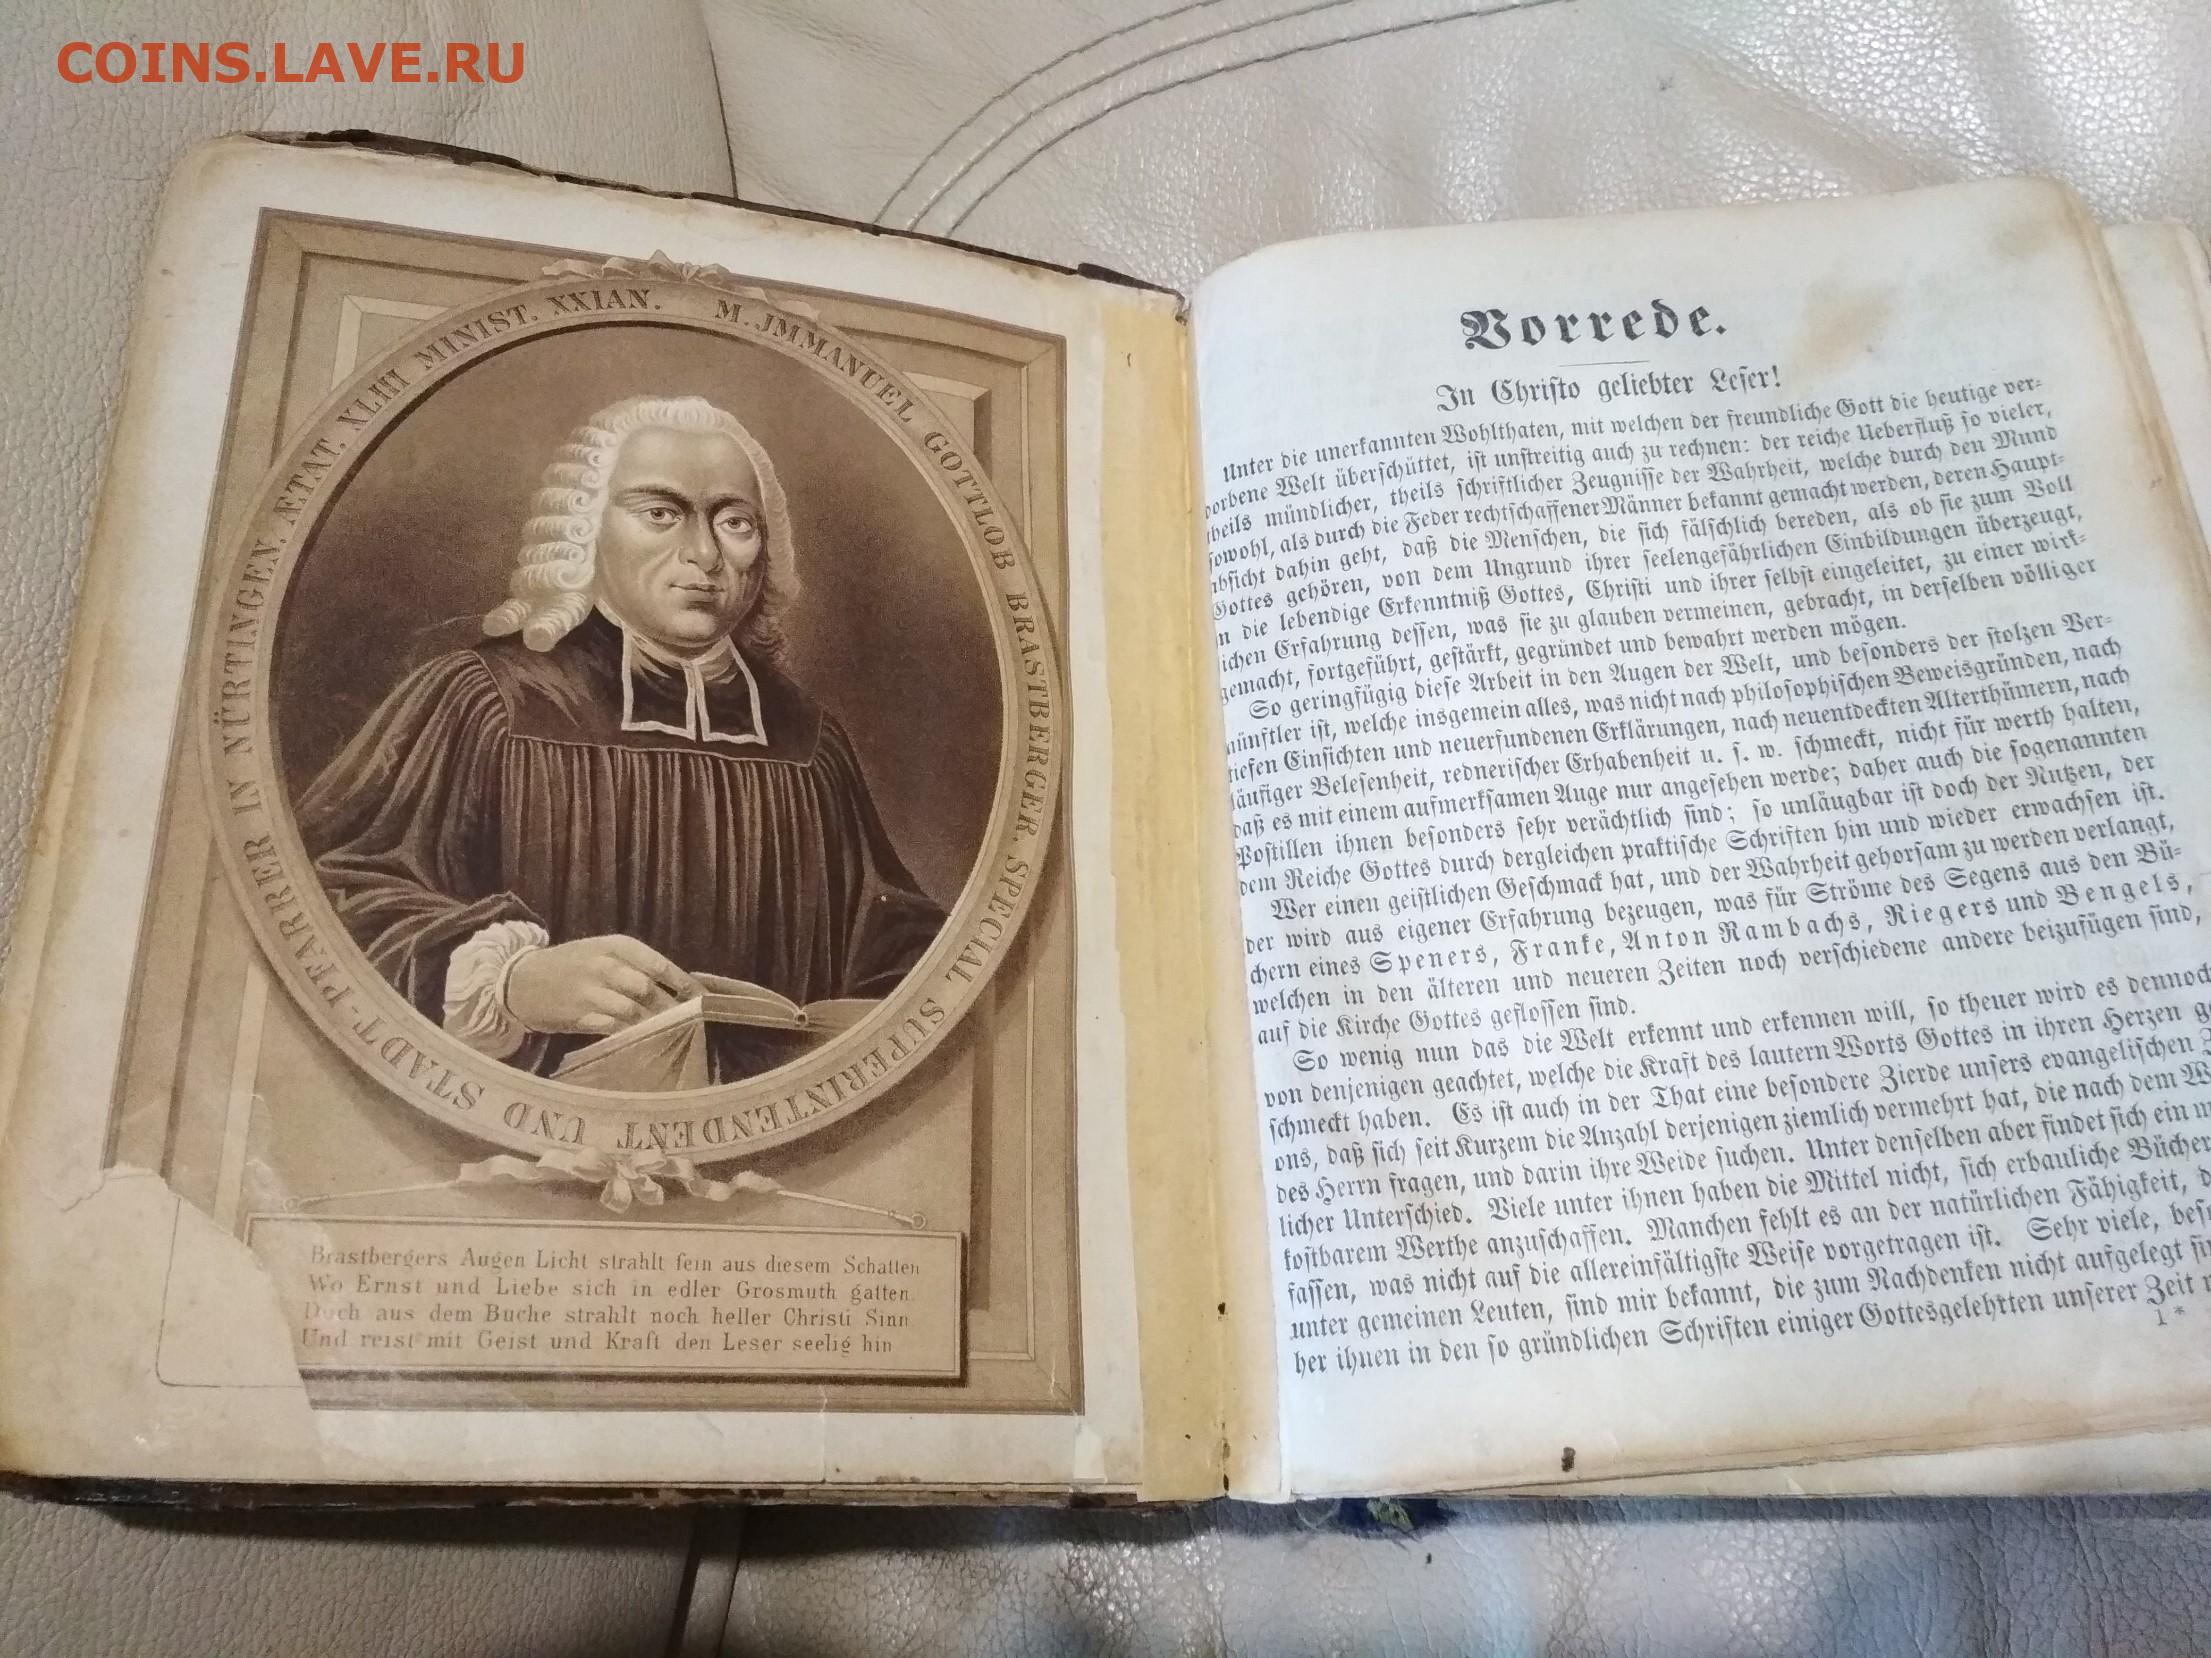 COINS.LAVE.RU
M. JMMANUEL GOTTLOB BRASTBERGER. SPECIAL SUPERINTENDENT UND STADT-PFARRER IN NÜRTINGEN. ÆTAT. XLIII MINIST. XXIAN.
Brastbergers Augen Licht strahlt fein aus diesem Schatten
Wo Ernst und Liebe sich in edler Grosmuth gatten.
Doch aus dem Buche strahlt noch heller Christi Sinn
Und reist mit Geist und Kraft den Leser seelig hin
Vorrede.
In Christo geliebter Leser!
Unter die unerkannten Wohlthaten, mit welchen der freundliche Gott die heutige ver-
dorbene Welt überschüttet, ist unstreitig auch zu rechnen: der reiche Ueberfluß so vieler,
theils mündlicher, theils schriftlicher Zeugnisse der Wahrheit, welche durch den Mund
sowohl, als durch die Feder rechtschaffener Männer bekannt gemacht werden, deren Haupt-
absicht dahin geht, daß die Menschen, die sich fälschlich bereden, als ob sie zum Voll
Gottes gehören, von dem Ungrund ihrer seelengefährlichen Einbildungen überzeugt,
in die lebendige Erkenntniß Gottes, Christi und ihrer selbst eingeleitet, zu einer wirk-
lichen Erfahrung dessen, was sie zu glauben vermeinen, gebracht, in derselben völliger
gemacht, fortgeführt, gestärkt, gegründet und bewahrt werden mögen.
So geringfügig diese Arbeit in den Augen der Welt, und besonders der stolzen Ver-
nünftler ist, welche insgemein alles, was nicht nach philosophischen Beweisgründen, nach
tiefen Einsichten und neuerfundenen Erklärungen, nach neuentdeckten Alterthümern, nach
läufiger Belesenheit, rednerischer Erhabenheit u. s. w. schmeckt, nicht für werth halten,
daß es mit einem aufmerksamen Auge nur angesehen werde; daher auch die sogenannten
Postillen ihnen besonders sehr verächtlich sind; so unläugbar ist doch der Nutzen, der
dem Reiche Gottes durch dergleichen praktische Schriften hin und wieder erwachsen ist.
Wer einen geistlichen Geschmack hat, und der Wahrheit gehorsam zu werden verlangt,
der wird aus eigener Erfahrung bezeugen, was für Ströme des Segens aus den Bü-
chern eines Speners, Franke, Anton Rambachs, Riegers und Bengels,
welchen in den älteren und neueren Zeiten noch verschiedene andere beizufügen sind,
auf die Kirche Gottes geflossen sind.
So wenig nun das die Welt erkennt und erkennen will, so theuer wird es dennoch
von denjenigen geachtet, welche die Kraft des lautern Worts Gottes in ihren Herzen g
schmeckt haben. Es ist auch in der That eine besondere Zierde unsers evangelischen
ons, daß sich seit Kurzem die Anzahl derjenigen ziemlich vermehrt hat, die nach dem W
des Herrn fragen, und darin ihre Weide suchen. Unter denselben aber findet sich ein
licher Unterschied. Viele unter ihnen haben die Mittel nicht, sich erbauliche Bücher
kostbarem Werthe anzuschaffen. Manchen fehlt es an der natürlichen Fähigkeit, d
fassen, was nicht auf die allereinfältigste Weise vorgetragen ist. Sehr viele, bes
unter gemeinen Leuten, sind mir bekannt, die zum Nachdenken nicht aufgelegt
her ihnen in den so gründlichen Schriften einiger Gottesgelehrten unserer Zeit
1 *